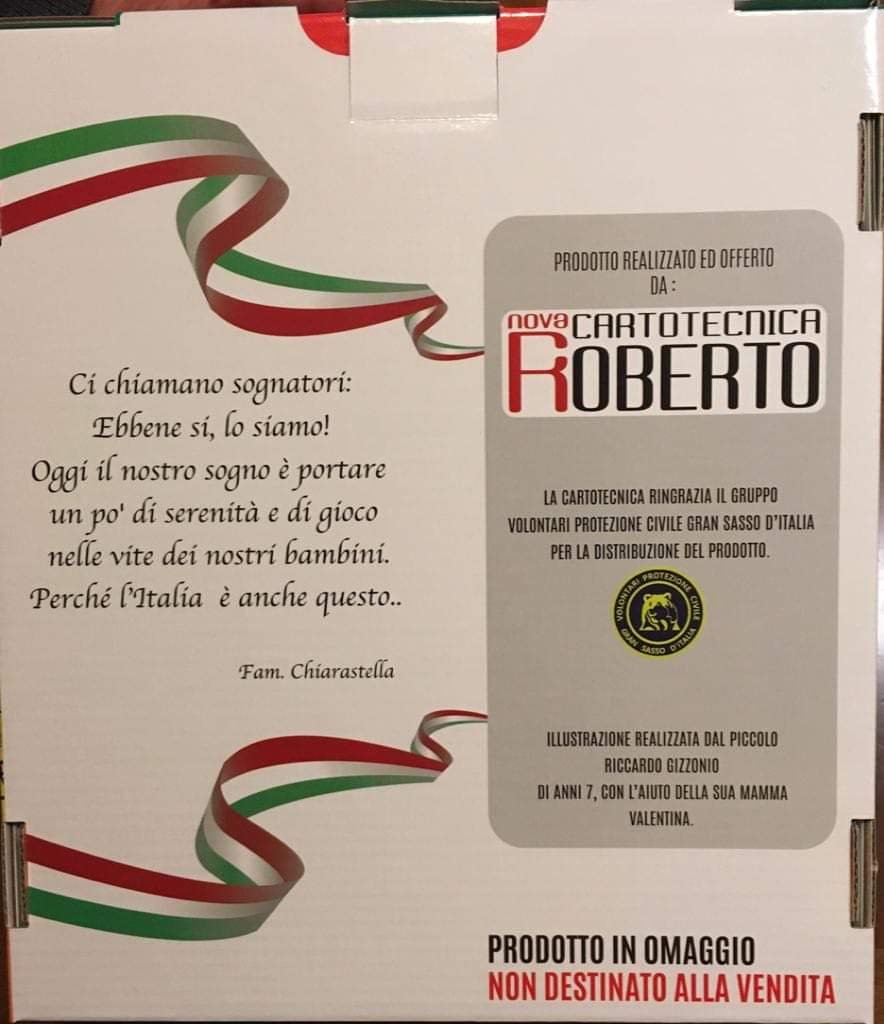 Ci chiamano sognatori:
Ebbene si, lo siamo!
Oggi il nostro sogno è portare
un po' di serenità e di gioco
nelle vite dei nostri bambini.
Perché l'Italia è anche questo..
Fam. Chiarastella
PRODOTTO REALIZZATO ED OFFERTO
DA :
nova CARTOTECNICA
ROBERTO
LA CARTOTECNICA RINGRAZIA IL GRUPPO
VOLONTARI PROTEZIONE CIVILE GRAN SASSO D'ITALIA
PER LA DISTRIBUZIONE DEL PRODOTTO.
VOLONTARI PROTEZIONE CIVILE
GRAN SASSO D'ITALIA
ILLUSTRAZIONE REALIZZATA DAL PICCOLO
RICCARDO GIZZONIO
DI ANNI 7, CON L'AIUTO DELLA SUA MAMMA
VALENTINA.
PRODOTTO IN OMAGGIO
NON DESTINATO ALLA VENDITA